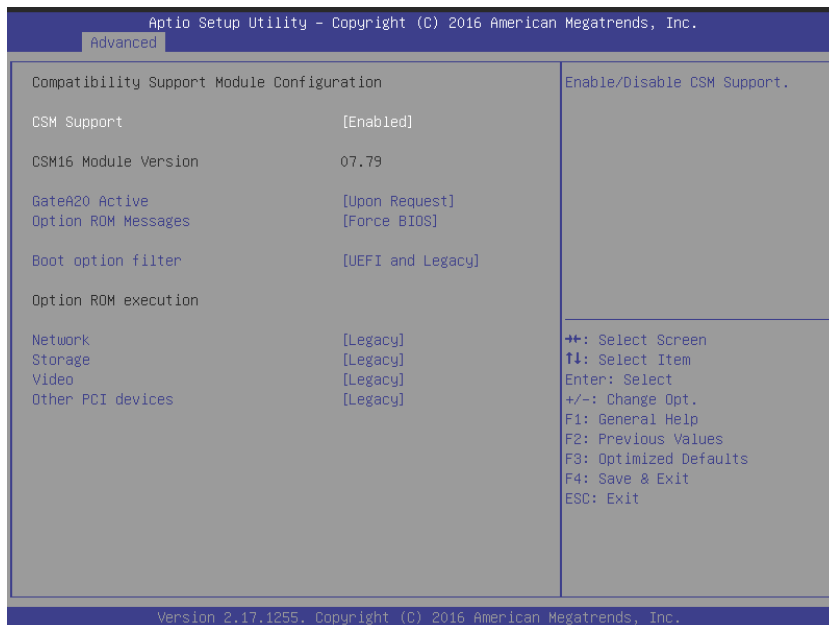 Aptio Setup Utility – Copyright (C) 2016 American Megatrends, Inc.
Advanced
Compatibility Support Module Configuration
CSM Support [Enabled]
CSM16 Module Version 07.79
GateA20 Active [Upon Request]
Option ROM Messages [Force BIOS]
Boot option filter [UEFI and Legacy]
Option ROM execution
Network [Legacy]
Storage [Legacy]
Video [Legacy]
Other PCI devices [Legacy]
Enable/Disable CSM Support.
→←: Select Screen
↑↓: Select Item
Enter: Select
+/-: Change Opt.
F1: General Help
F2: Previous Values
F3: Optimized Defaults
F4: Save & Exit
ESC: Exit
Version 2.17.1255. Copyright (C) 2016 American Megatrends, Inc.